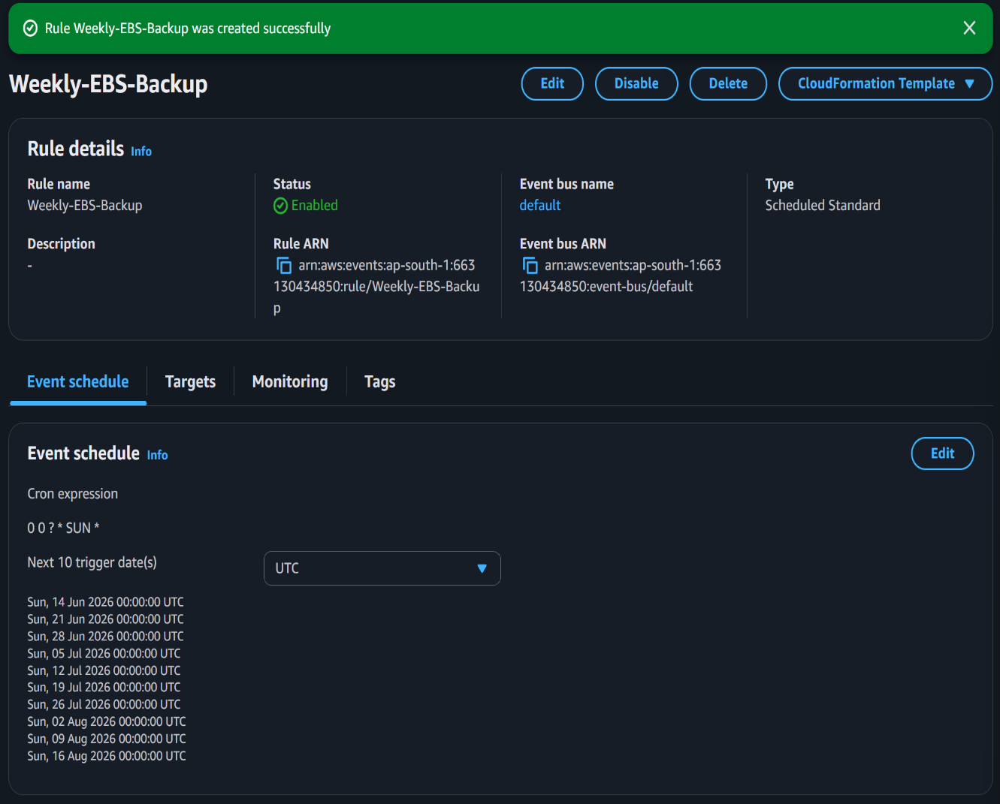 Rule Weekly-EBS-Backup was created successfully
Weekly-EBS-Backup
Edit
Disable
Delete
CloudFormation Template
Rule details Info
Rule name
Weekly-EBS-Backup
Description
-
Status
Enabled
Rule ARN
arn:aws:events:ap-south-1:663
130434850:rule/Weekly-EBS-Backu
p
Event bus name
default
Event bus ARN
arn:aws:events:ap-south-1:663
130434850:event-bus/default
Type
Scheduled Standard
Event schedule
Targets
Monitoring
Tags
Event schedule Info
Edit
Cron expression
0 0 ? * SUN *
Next 10 trigger date(s)
UTC
Sun, 14 Jun 2026 00:00:00 UTC
Sun, 21 Jun 2026 00:00:00 UTC
Sun, 28 Jun 2026 00:00:00 UTC
Sun, 05 Jul 2026 00:00:00 UTC
Sun, 12 Jul 2026 00:00:00 UTC
Sun, 19 Jul 2026 00:00:00 UTC
Sun, 26 Jul 2026 00:00:00 UTC
Sun, 02 Aug 2026 00:00:00 UTC
Sun, 09 Aug 2026 00:00:00 UTC
Sun, 16 Aug 2026 00:00:00 UTC